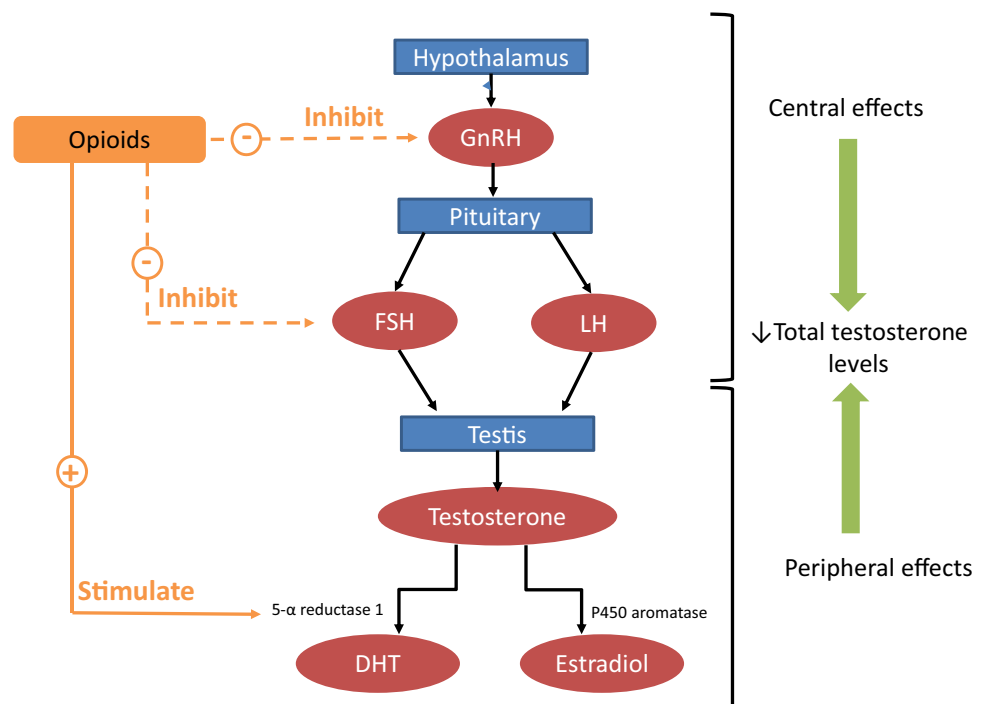 Hypothalamus
Central effects
Inhibit
Opioids
-
GnRH
Pituitary
-
Inhibit
FSH
LH
↓Total testosterone
levels
Testis
+
Testosterone
Peripheral effects
Stimulate
5-α reductase 1
P450 aromatase
DHT
Estradiol